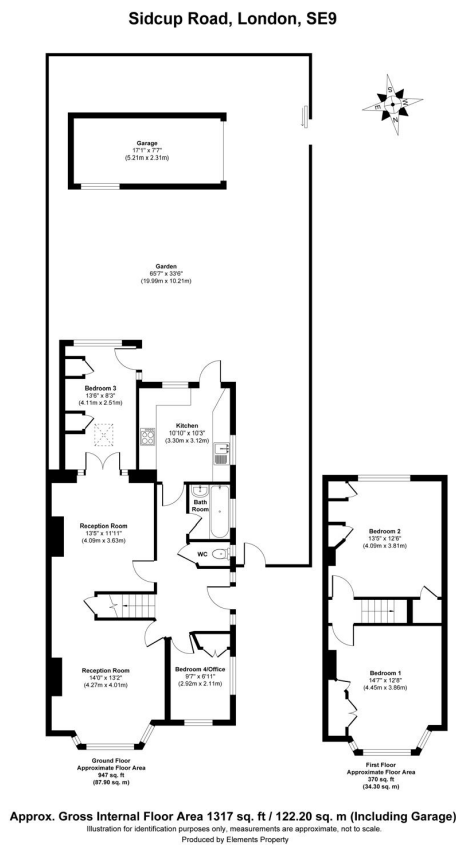 Sidcup Road, London, SE9
S
E
W
N
Garage
17'1" x 7'7"
(5.21m x 2.31m)
Garden
65'7" x 33'6"
(19.99m x 10.21m)
Bedroom 3
13'6" x 8'3"
(4.11m x 2.51m)
Kitchen
10'10" x 10'3"
(3.30m x 3.12m)
Bath
Room
Reception Room
13'5" x 11'11"
(4.09m x 3.63m)
WC
Bedroom 2
13'5" x 12'6"
(4.09m x 3.81m)
Reception Room
14'0" x 13'2"
(4.27m x 4.01m)
Bedroom 4/Office
9'7" x 6'11"
(2.92m x 2.11m)
Bedroom 1
14'7" x 12'8"
(4.45m x 3.86m)
Ground Floor
Approximate Floor Area
947 sq. ft
(87.90 sq. m)
First Floor
Approximate Floor Area
370 sq. ft
(34.30 sq. m)
Approx. Gross Internal Floor Area 1317 sq. ft / 122.20 sq. m (Including Garage)
Illustration for identification purposes only, measurements are approximate, not to scale.
Produced by Elements Property